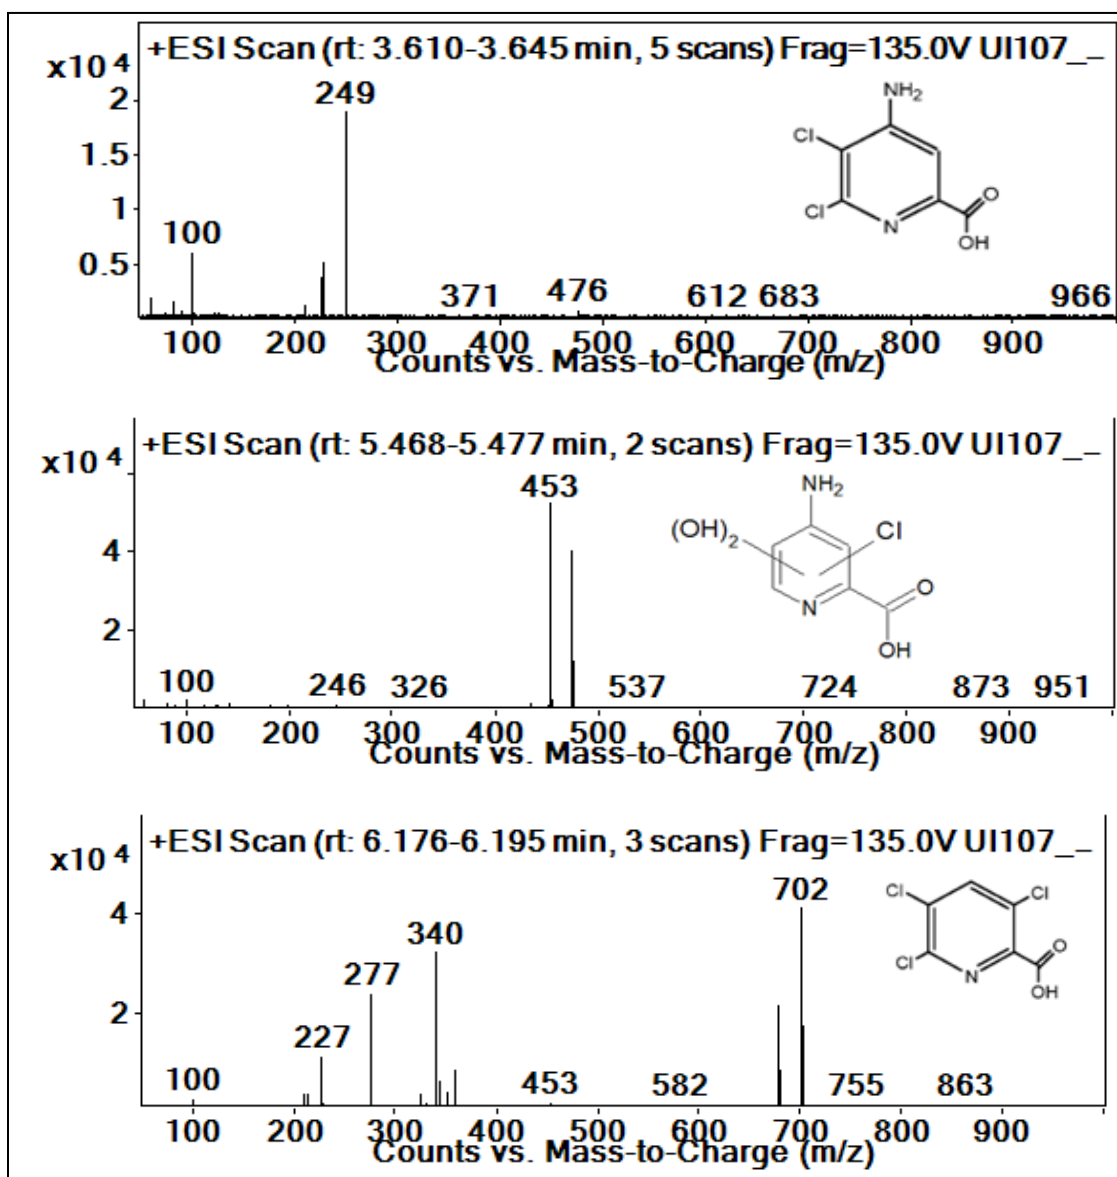 +ESI Scan (rt: 3.610-3.645 min, 5 scans) Frag=135.0V UI107_–
x10 4
2
1.5
1
0.5
249
100
371
476
612
683
966
NH2
Cl
Cl
N
O
OH
100 200 300 400 500 600 700 800 900
Counts vs. Mass-to-Charge (m/z)
+ESI Scan (rt: 5.468-5.477 min, 2 scans) Frag=135.0V UI107_–
x10 4
4
2
453
100
246
326
537
724
873
951
NH2
(OH)2
Cl
N
O
OH
100 200 300 400 500 600 700 800 900
Counts vs. Mass-to-Charge (m/z)
+ESI Scan (rt: 6.176-6.195 min, 3 scans) Frag=135.0V UI107_–
x10 4
4
2
702
340
277
227
100
453
582
755
863
Cl
Cl
Cl
N
O
OH
100 200 300 400 500 600 700 800 900
Counts vs. Mass-to-Charge (m/z)